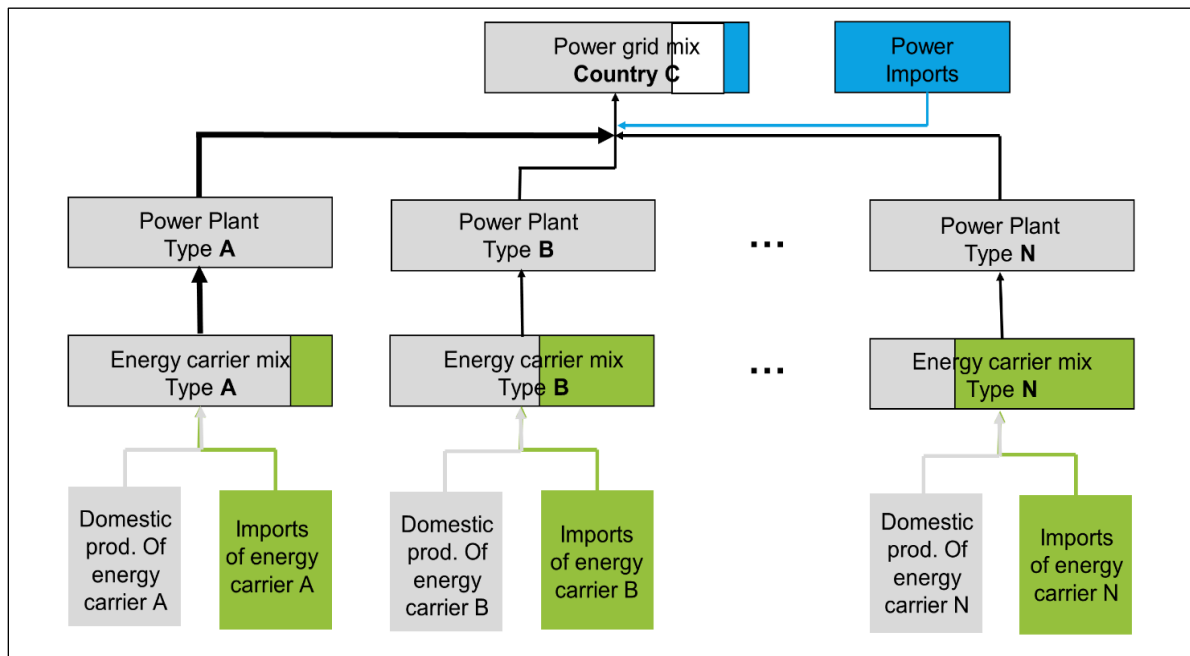 Power grid mix
Country C
Power
Imports
Power Plant
Type A
Power Plant
Type B
...
Power Plant
Type N
Energy carrier mix
Type A
Energy carrier mix
Type B
...
Energy carrier mix
Type N
Domestic
prod. Of
energy
carrier A
Imports
of energy
carrier A
Domestic
prod. Of
energy
carrier B
Imports
of energy
carrier B
Domestic
prod. Of
energy
carrier N
Imports
of energy
carrier N